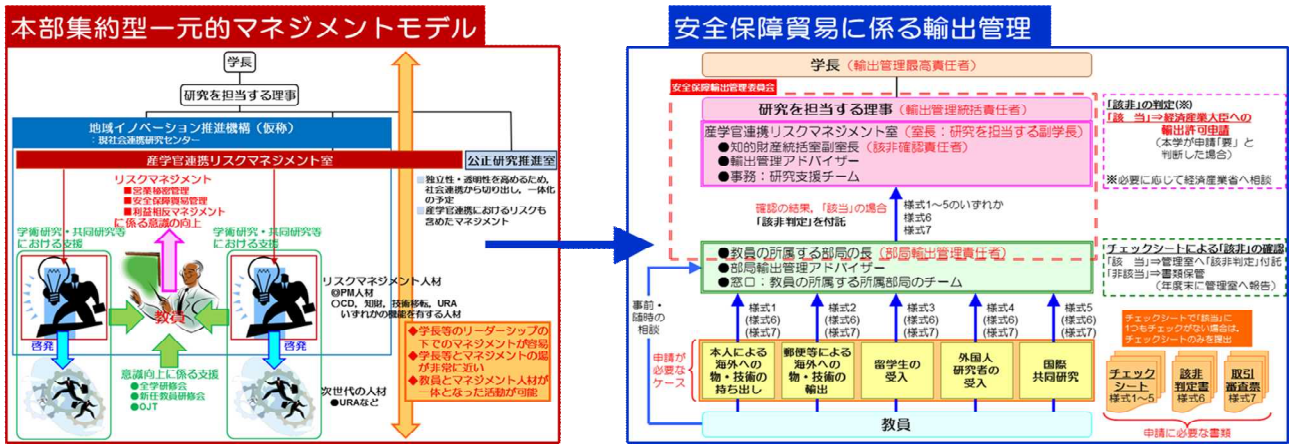 本部集約型一元的マネジメントモデル
学長
研究を担当する理事
地域イノベーション推進機構（仮称）
：現社会連携研究センター
産学官連携リスクマネジメント室
公正研究推進室
リスクマネジメント
■営業秘密管理
■安全保障貿易管理
■利益相反マネジメント
に係る意識の向上
■独立性・透明性を高めるため，
社会連携から切り出し，一体化
の予定
■産学官連携におけるリスクも
含めたマネジメント
学術研究・共同研究等
における支援
学術研究・共同研究等
における支援
教員
リスクマネジメント人材
@PM人材
OCD，知財，技術移転，URA
いずれかの機能を有する人材
啓発
啓発
意識向上に係る支援
●全学研修会
●新任教員研修会
●OJT
次世代の人材
●URAなど
◆学長等のリーダーシップの
下でのマネジメントが容易
◆学長等とマネジメントの場
が非常に近い
◆教員とマネジメント人材が
一体となった活動が可能
安全保障貿易に係る輸出管理
学長（輸出管理最高責任者）
安全保障輸出管理委員会
研究を担当する理事（輸出管理統括責任者）
産学官連携リスクマネジメント室（室長：研究を担当する副学長）
●知的財産統括室副室長（該非確認責任者）
●輸出管理アドバイザー
●事務：研究支援チーム
「該非」の判定(※)
「該　当」⇒経済産業大臣への
輸出許可申請
（本学が申請「要」と
判断した場合）
※必要に応じて経済産業省へ相談
確認の結果，「該当」の場合
「該非判定」を付託
様式1～5のいずれか
様式6
様式7
●教員の所属する部局の長（部局輸出管理責任者）
●部局輸出管理アドバイザー
●窓口：教員の所属する所属部局のチーム
チェックシートによる「該非」の確認
「該　当」⇒管理室へ「該非判定」付託
「非該当」⇒書類保管
（年度末に管理室へ報告）
事前・
随時の
相談
様式1
(様式6)
(様式7)
様式2
(様式6)
(様式7)
様式3
(様式6)
(様式7)
様式4
(様式6)
(様式7)
様式5
(様式6)
(様式7)
チェックシートで「該当」に
1つもチェックがない場合は，
チェックシートのみを提出
申請が
必要な
ケース
本人による
海外への
物・技術の
持ち出し
郵便等による
海外への
物・技術の
輸出
留学生の
受入
外国人
研究者の
受入
国際
共同研究
チェック
シート
様式1～5
該非
判定書
様式6
取引
審査票
様式7
教員
申請に必要な書類